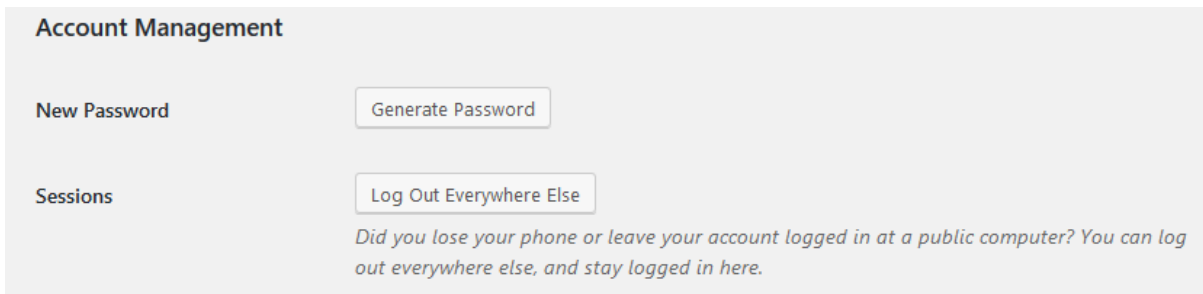 Account Management
New Password
Generate Password
Sessions
Log Out Everywhere Else
Did you lose your phone or leave your account logged in at a public computer? You can log
out everywhere else, and stay logged in here.